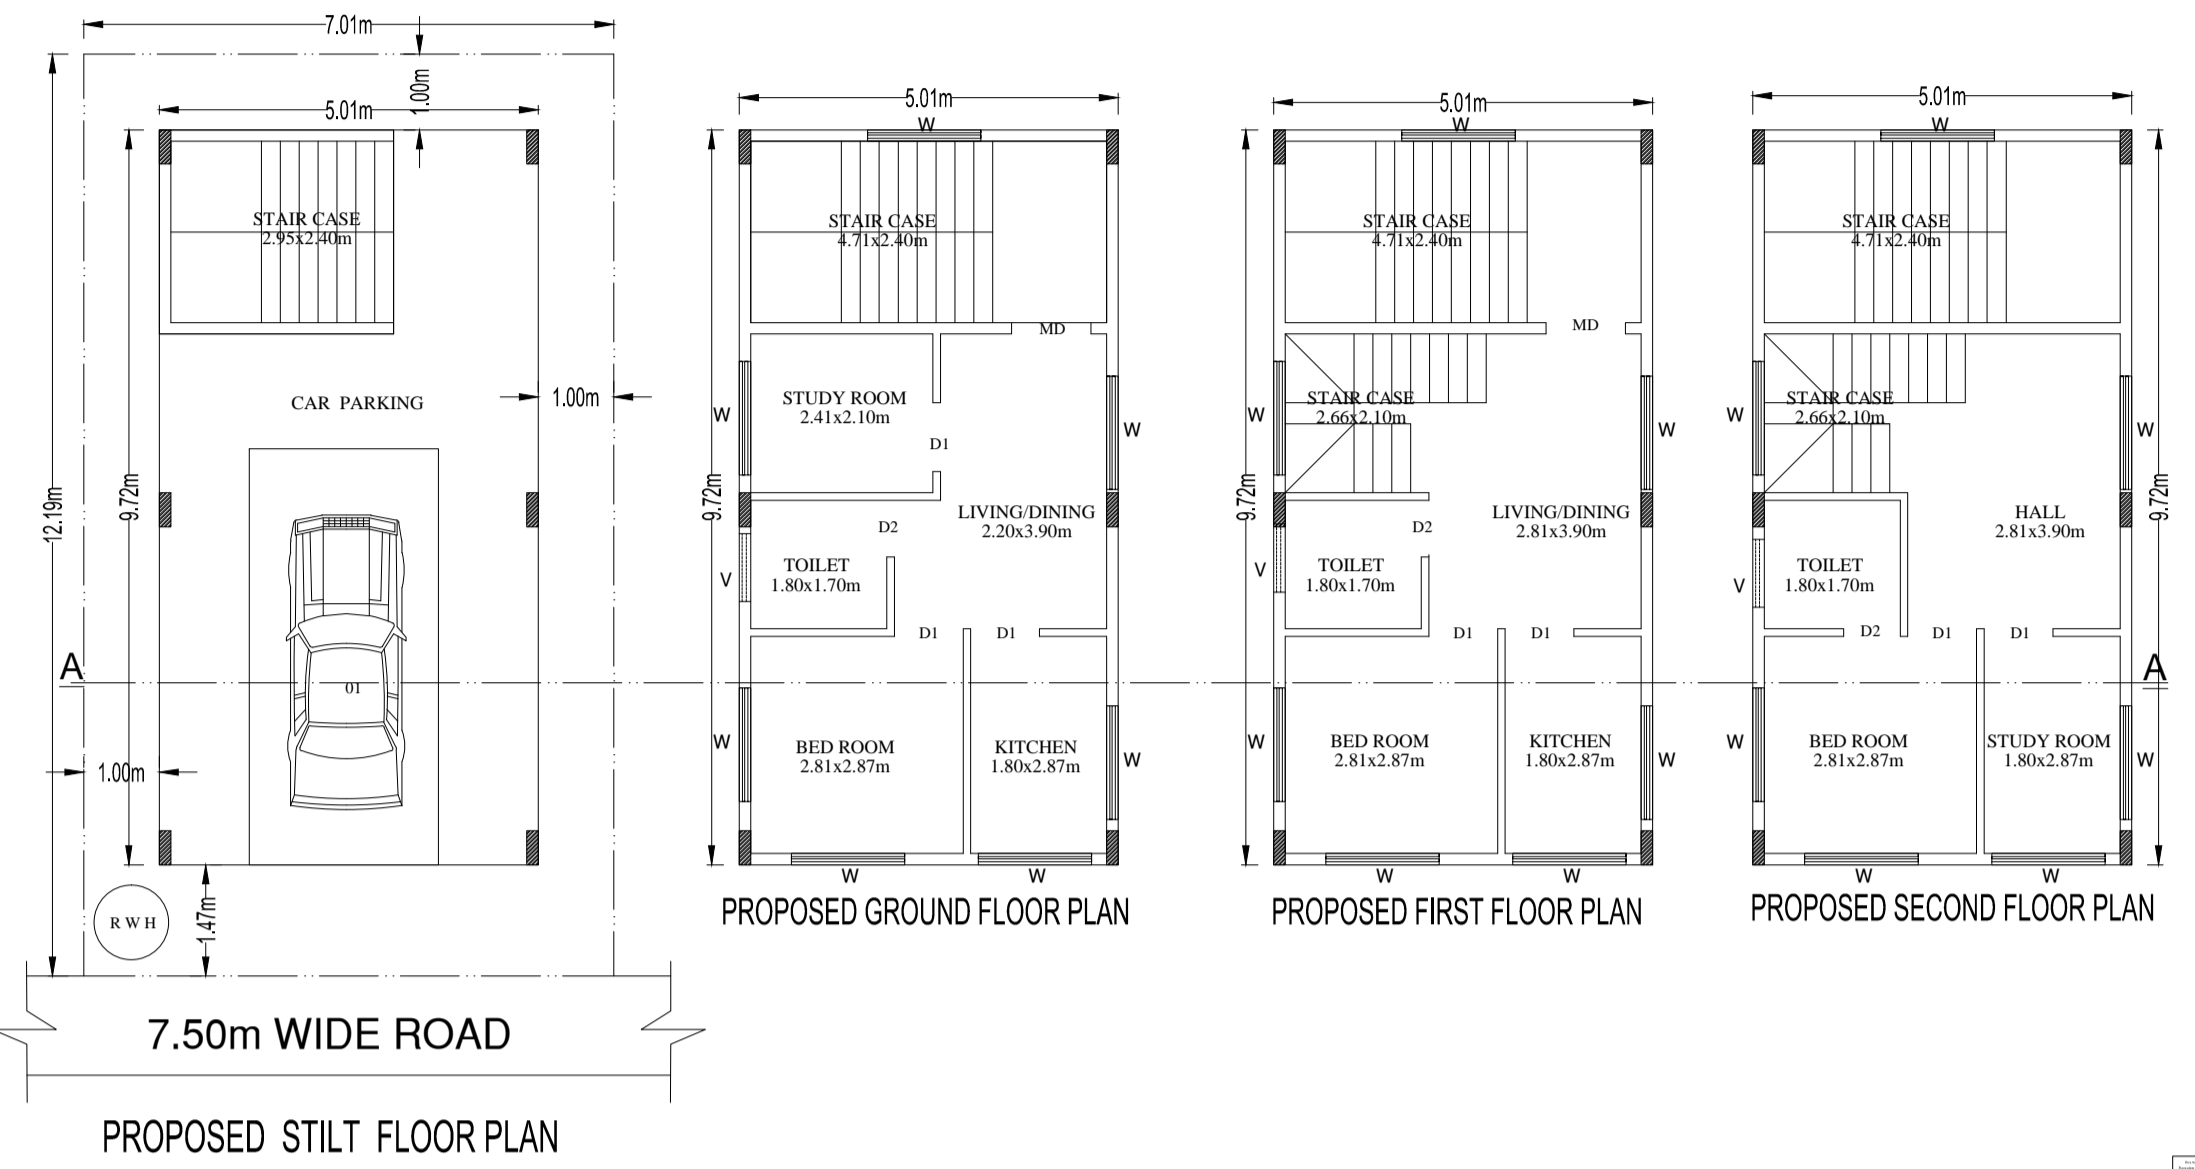 7.01m
1.00m
5.01m
STAIR CASE
2.95x2.40m
CAR PARKING
1.00m
12.19m
9.72m
01
A
1.00m
R W H
1.47m
7.50m WIDE ROAD
PROPOSED STILT FLOOR PLAN
5.01m
W
STAIR CASE
4.71x2.40m
MD
STUDY ROOM
2.41x2.10m
W
W
D1
9.72m
LIVING/DINING
2.20x3.90m
D2
TOILET
1.80x1.70m
V
D1
D1
BED ROOM
2.81x2.87m
KITCHEN
1.80x2.87m
W
W
W
W
PROPOSED GROUND FLOOR PLAN
5.01m
W
STAIR CASE
4.71x2.40m
MD
STAIR CASE
2.66x2.10m
W
W
9.72m
LIVING/DINING
2.81x3.90m
D2
TOILET
1.80x1.70m
V
D1
D1
BED ROOM
2.81x2.87m
KITCHEN
1.80x2.87m
W
W
W
W
PROPOSED FIRST FLOOR PLAN
5.01m
W
STAIR CASE
4.71x2.40m
STAIR CASE
2.66x2.10m
W
W
9.72m
HALL
2.81x3.90m
TOILET
1.80x1.70m
V
D2
D1
D1
A
BED ROOM
2.81x2.87m
STUDY ROOM
1.80x2.87m
W
W
W
W
PROPOSED SECOND FLOOR PLAN